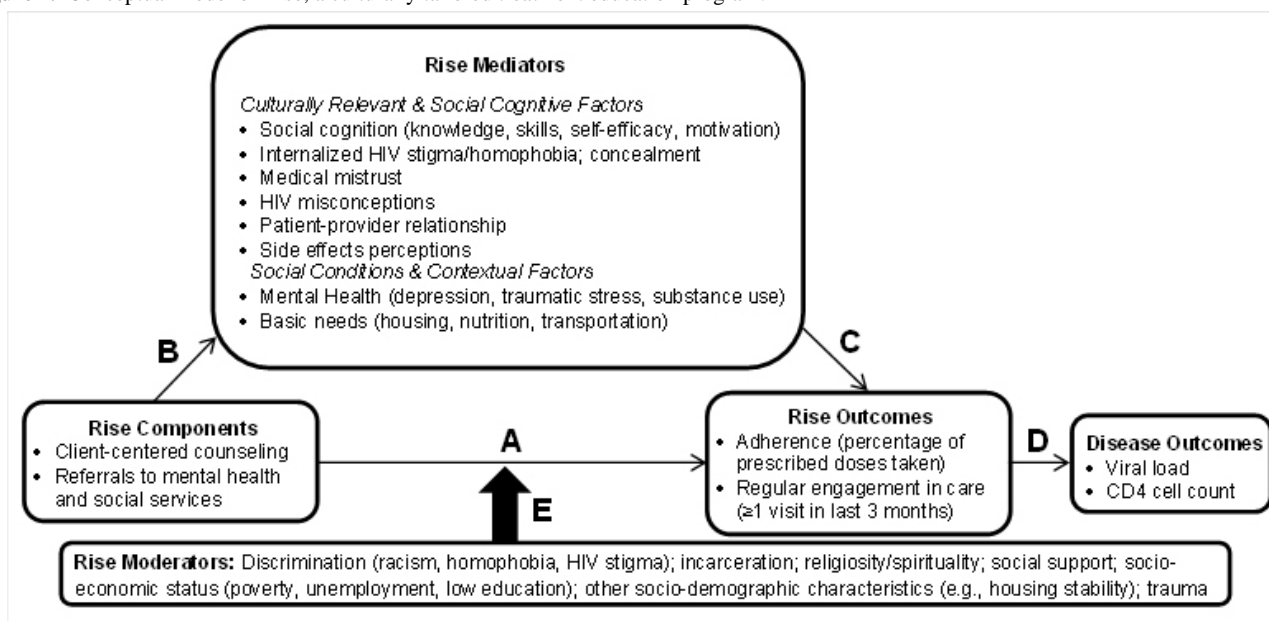 Rise Mediators
Culturally Relevant & Social Cognitive Factors
• Social cognition (knowledge, skills, self-efficacy, motivation)
• Internalized HIV stigma/homophobia; concealment
• Medical mistrust
• HIV misconceptions
• Patient-provider relationship
• Side effects perceptions
Social Conditions & Contextual Factors
• Mental Health (depression, traumatic stress, substance use)
• Basic needs (housing, nutrition, transportation)
B
C
Rise Components
• Client-centered counseling
• Referrals to mental health
and social services
A
Rise Outcomes
• Adherence (percentage of
prescribed doses taken)
• Regular engagement in care
(≥1 visit in last 3 months)
D
Disease Outcomes
• Viral load
• CD4 cell count
E
Rise Moderators: Discrimination (racism, homophobia, HIV stigma); incarceration; religiosity/spirituality; social support; socio-
economic status (poverty, unemployment, low education); other socio-demographic characteristics (e.g., housing stability); trauma